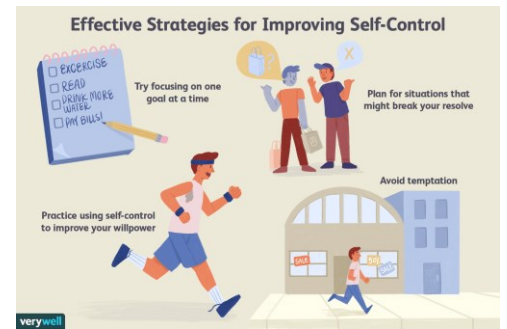 Effective Strategies for Improving Self-Control
EXCERCISE
READ
DRINK MORE
WATER
PAY BILLS!
Try focusing on one
goal at a time
Plan for situations that
might break your resolve
Practice using self-control
to improve your willpower
Avoid temptation
SALE
SALE
verywell